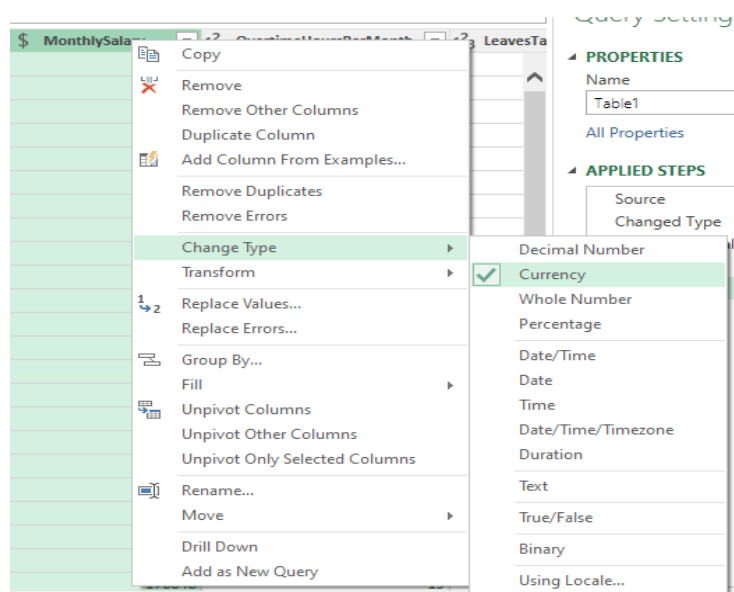 Query Setting
$ MonthlySala
OvertimeHoursPerMonth
1²3 LeavesTa
PROPERTIES
Name
Table1
All Properties
APPLIED STEPS
Source
Changed Type
Copy
Remove
Remove Other Columns
Duplicate Column
Add Column From Examples...
Remove Duplicates
Remove Errors
Change Type
Transform
Replace Values...
Replace Errors...
Group By...
Fill
Unpivot Columns
Unpivot Other Columns
Unpivot Only Selected Columns
Rename...
Move
Drill Down
Add as New Query
Decimal Number
Currency
Whole Number
Percentage
Date/Time
Date
Time
Date/Time/Timezone
Duration
Text
True/False
Binary
Using Locale...